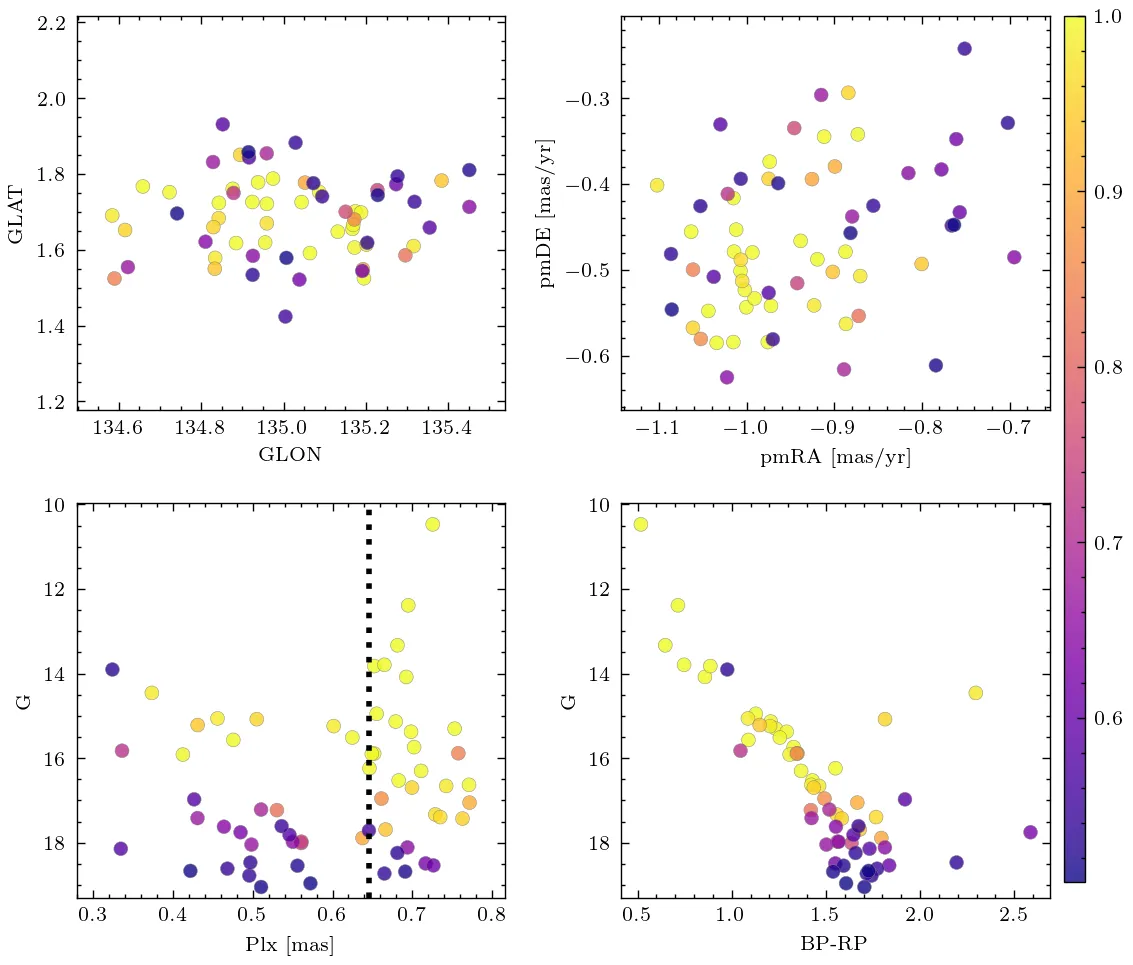 2.2
2.0
1.8
1.6
1.4
1.2
GLAT
134.6 134.8 135.0 135.2 135.4
GLON
−0.3
−0.4
−0.5
−0.6
pmDE [mas/yr]
−1.1 −1.0 −0.9 −0.8 −0.7
pmRA [mas/yr]
1.0
0.9
0.8
0.7
0.6
10
12
14
16
18
G
0.3 0.4 0.5 0.6 0.7 0.8
Plx [mas]
10
12
14
16
18
G
0.5 1.0 1.5 2.0 2.5
BP-RP